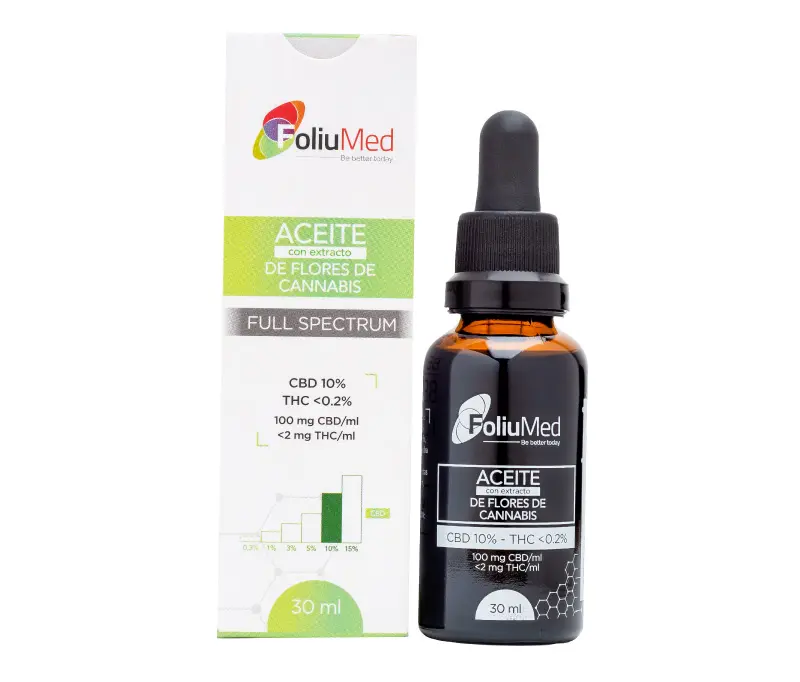 FoliuMed
Be better today
ACEITE
con extracto
DE FLORES DE
CANNABIS
FULL SPECTRUM
CBD 10%
THC <0.2%
100 mg CBD/ml
<2 mg THC/ml
CBD
0,3% 1% 3% 5% 10% 15%
30 ml
FoliuMed
Be better today
ACEITE
con extracto
DE FLORES DE
CANNABIS
CBD 10% - THC <0.2%
100 mg CBD/ml
<2 mg THC/ml
30 ml